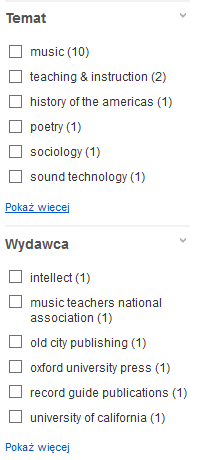 Temat
music (10)
teaching & instruction (2)
history of the americas (1)
poetry (1)
sociology (1)
sound technology (1)
Pokaż więcej
Wydawca
intellect (1)
music teachers national
association (1)
old city publishing (1)
oxford university press (1)
record guide publications (1)
university of california (1)
Pokaż więcej